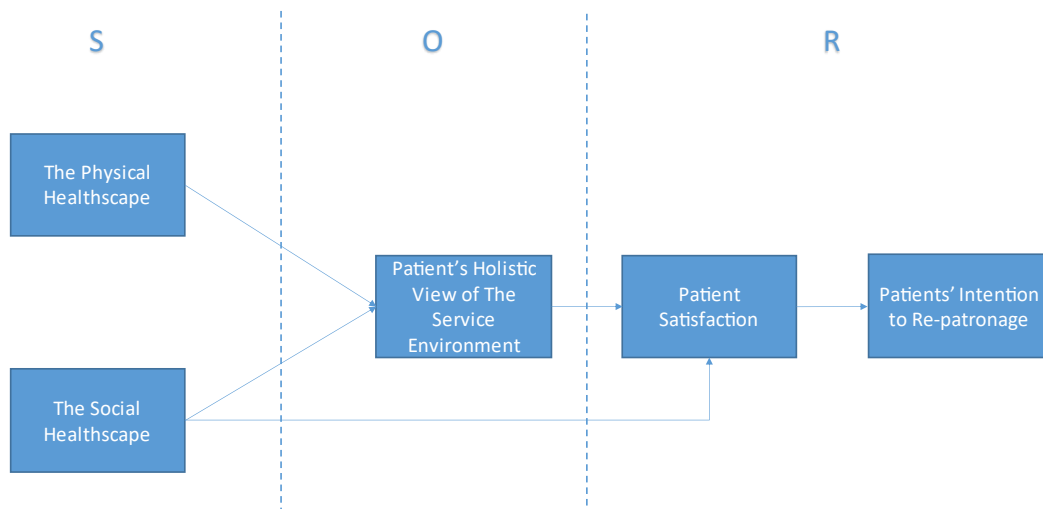 S
O
R
The Physical
Healthscape
Patient’s Holistic
View of The
Service
Environment
Patient
Satisfaction
Patients’ Intention
to Re-patronage
The Social
Healthscape